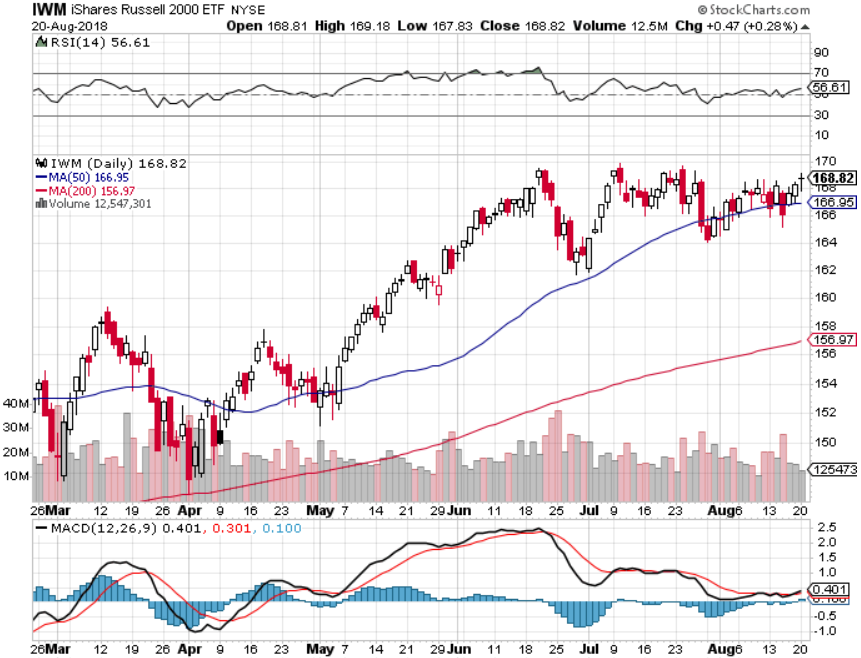 IWM iShares Russell 2000 ETF NYSE © StockCharts.com
20-Aug-2018 Open 168.81 High 169.18 Low 167.83 Close 168.82 Volume 12.5M Chg +0.47 (+0.28%)
RSI(14) 56.61
90
70
56.61
30
10
IWM (Daily) 168.82
MA(50) 166.95
MA(200) 156.97
Volume 12,547,301
170
168.82
168
166.95
166
164
162
160
158
156.97
156
154
152
150
125473
40M
30M
20M
10M
26 Mar 12 19 26 Apr 9 16 23 May 7 14 21 29 Jun 11 18 25 Jul 9 16 23 Aug 6 13 20
MACD(12,26,9) 0.401, 0.301, 0.100
2.5
2.0
1.5
1.0
0.401
-0.5
-1.0
26 Mar 12 19 26 Apr 9 16 23 May 7 14 21 29 Jun 11 18 25 Jul 9 16 23 Aug 6 13 20